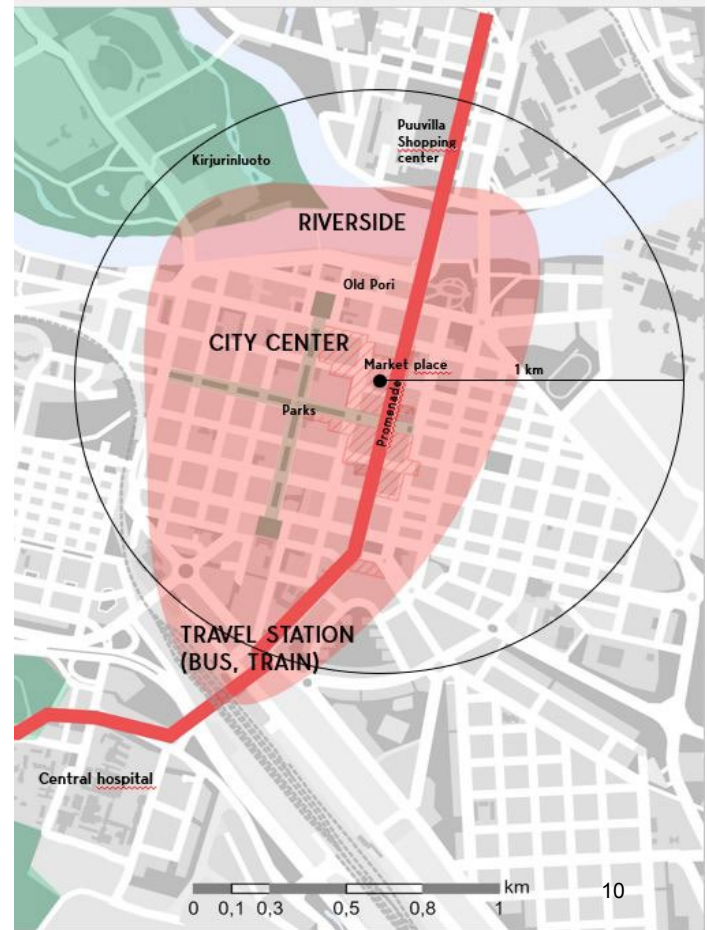 Puuvilla
Shopping
center
Kirjurinluoto
RIVERSIDE
Old Pori
CITY CENTER
Market place
1 km
Parks
Promenade
TRAVEL STATION
(BUS, TRAIN)
Central hospital
km
0 0,1 0,3 0,5 0,8 1
10